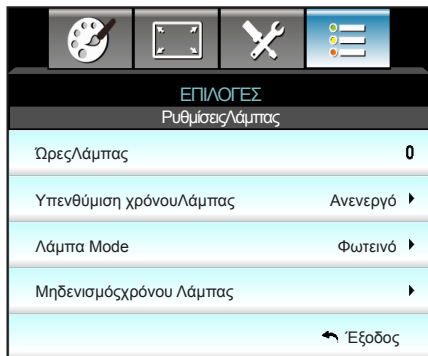 ΕΠΙΛΟΓΕΣ
ΡυθμίσειςΛάμπας
ΏρεςΛάμπας 0
Υπενθύμιση χρόνουΛάμπας Ανενεργό
Λάμπα Mode Φωτεινό
Μηδενισμόςχρόνου Λάμπας
Έξοδος